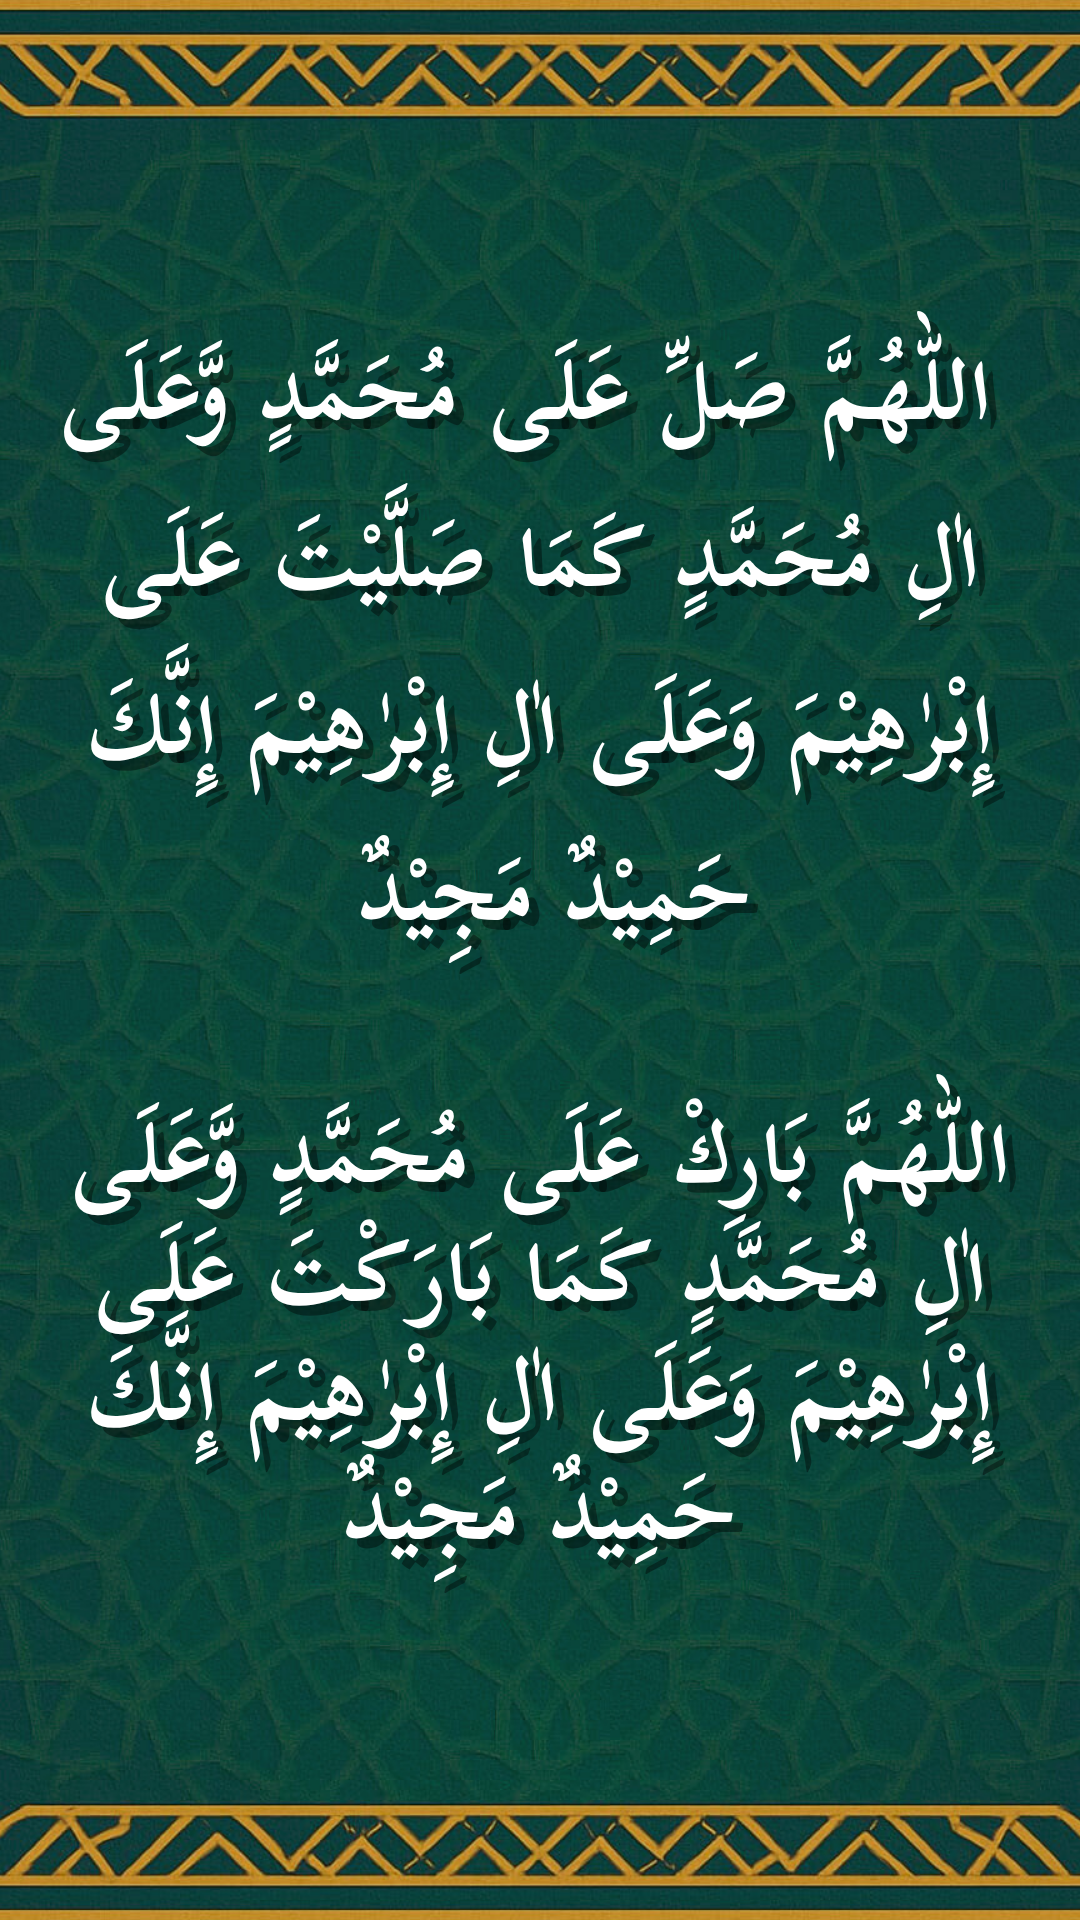 اللّٰهُمَّ صَلِّ عَلَى مُحَمَّدٍ وَّعَلَى
اٰلِ مُحَمَّدٍ كَمَا صَلَّيْتَ عَلَى
إِبْرٰهِيْمَ وَعَلَى اٰلِ إِبْرٰهِيْمَ إِنَّكَ
حَمِيْدٌ مَجِيْدٌ
اللّٰهُمَّ بَارِكْ عَلَى مُحَمَّدٍ وَّعَلَى
اٰلِ مُحَمَّدٍ كَمَا بَارَكْتَ عَلَى
إِبْرٰهِيْمَ وَعَلَى اٰلِ إِبْرٰهِيْمَ إِنَّكَ
حَمِيْدٌ مَجِيْدٌ